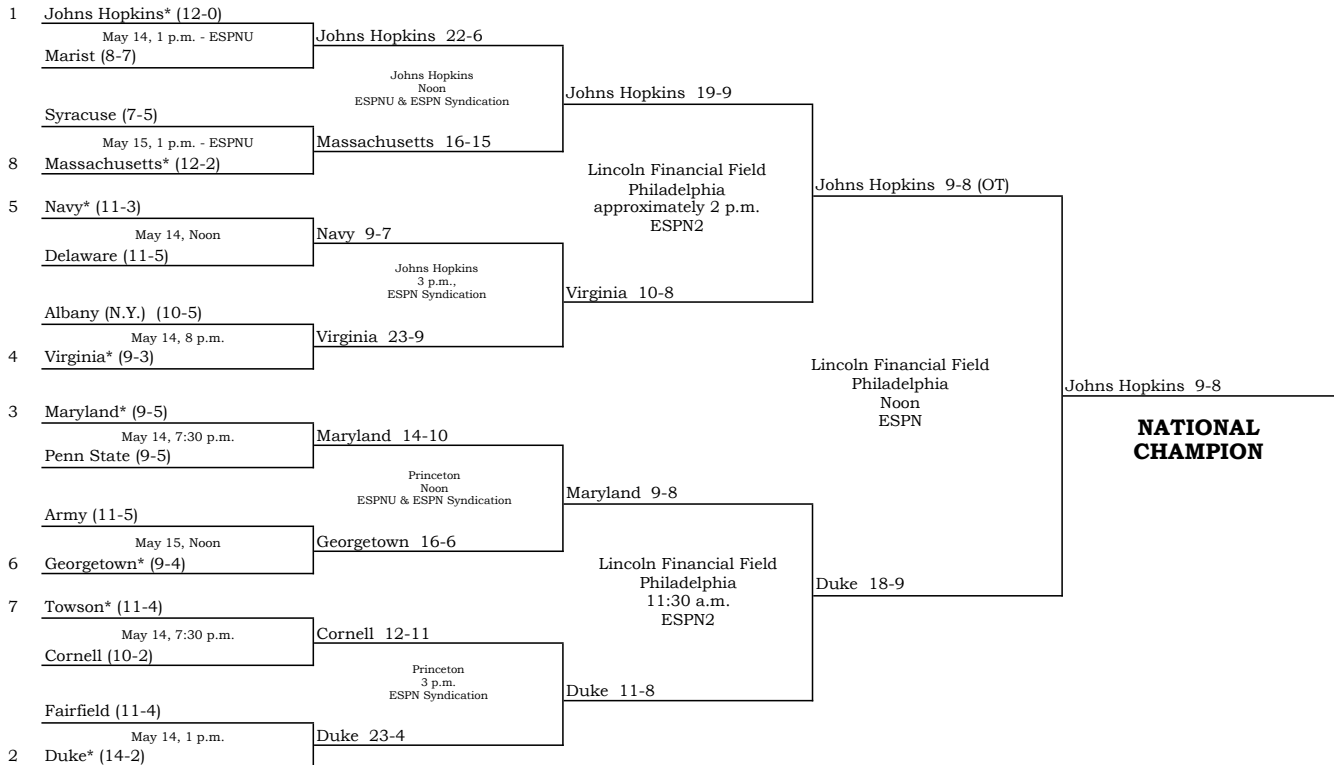 1 Johns Hopkins* (12-0)
May 14, 1 p.m. - ESPNU
Marist (8-7)
Syracuse (7-5)
May 15, 1 p.m. - ESPNU
8 Massachusetts* (12-2)
5 Navy* (11-3)
May 14, Noon
Delaware (11-5)
Albany (N.Y.) (10-5)
May 14, 8 p.m.
4 Virginia* (9-3)
3 Maryland* (9-5)
May 14, 7:30 p.m.
Penn State (9-5)
Army (11-5)
May 15, Noon
6 Georgetown* (9-4)
7 Towson* (11-4)
May 14, 7:30 p.m.
Cornell (10-2)
Fairfield (11-4)
May 14, 1 p.m.
2 Duke* (14-2)
Johns Hopkins 22-6
Johns Hopkins
Noon
ESPNU & ESPN Syndication
Massachusetts 16-15
Navy 9-7
Johns Hopkins
3 p.m.,
ESPN Syndication
Virginia 23-9
Maryland 14-10
Princeton
Noon
ESPNU & ESPN Syndication
Georgetown 16-6
Cornell 12-11
Princeton
3 p.m.
ESPN Syndication
Duke 23-4
Johns Hopkins 19-9
Lincoln Financial Field
Philadelphia
approximately 2 p.m.
ESPN2
Virginia 10-8
Maryland 9-8
Lincoln Financial Field
Philadelphia
11:30 a.m.
ESPN2
Duke 11-8
Johns Hopkins 9-8 (OT)
Lincoln Financial Field
Philadelphia
Noon
ESPN
Duke 18-9
Johns Hopkins 9-8
NATIONAL
CHAMPION